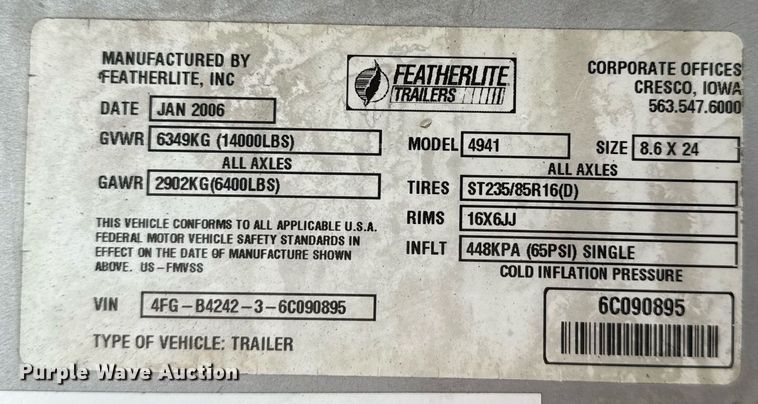 MANUFACTURED BY
FEATHERLITE, INC
FEATHERLITE
TRAILERS
CORPORATE OFFICES
CRESCO, IOWA
563.547.6000
DATE JAN 2006
GVWR 6349KG (14000LBS)
ALL AXLES
GAWR 2902KG(6400LBS)
MODEL 4941 SIZE 8.6 X 24
ALL AXLES
TIRES ST235/85R16(D)
RIMS 16X6JJ
INFLT 448KPA (65PSI) SINGLE
COLD INFLATION PRESSURE
THIS VEHICLE CONFORMS TO ALL APPLICABLE U.S.A.
FEDERAL MOTOR VEHICLE SAFETY STANDARDS IN
EFFECT ON THE DATE OF MANUFACTURE SHOWN
ABOVE. US-FMVSS
VIN 4FG-B4242-3-6C090895
6C090895
TYPE OF VEHICLE: TRAILER
Purple Wave Auction